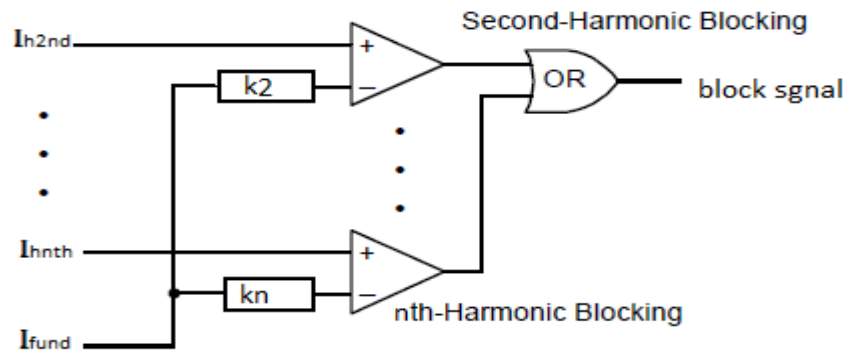 Second-Harmonic Blocking
Ih2nd
+
k2
−
OR
block sgnal
Ihnth
+
kn
−
nth-Harmonic Blocking
Ifund